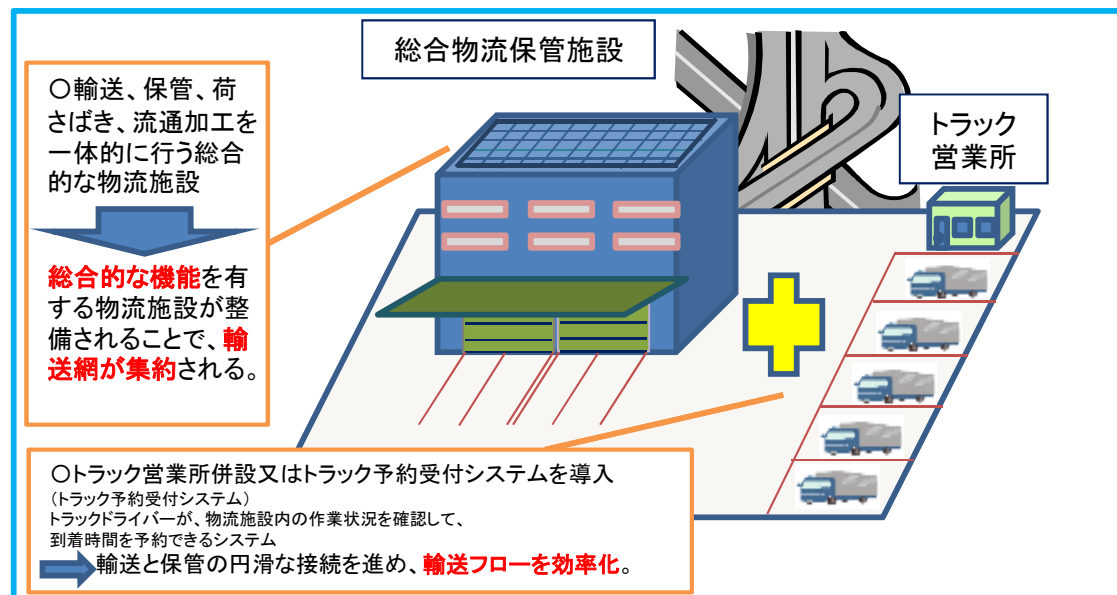 総合物流保管施設
○輸送、保管、荷
さばき、流通加工を
一体的に行う総合
的な物流施設
総合的な機能を有
する物流施設が整
備されることで、輸
送網が集約される。
トラック
営業所
○トラック営業所併設又はトラック予約受付システムを導入
(トラック予約受付システム)
トラックドライバーが、物流施設内の作業状況を確認して、
到着時間を予約できるシステム
輸送と保管の円滑な接続を進め、輸送フローを効率化。